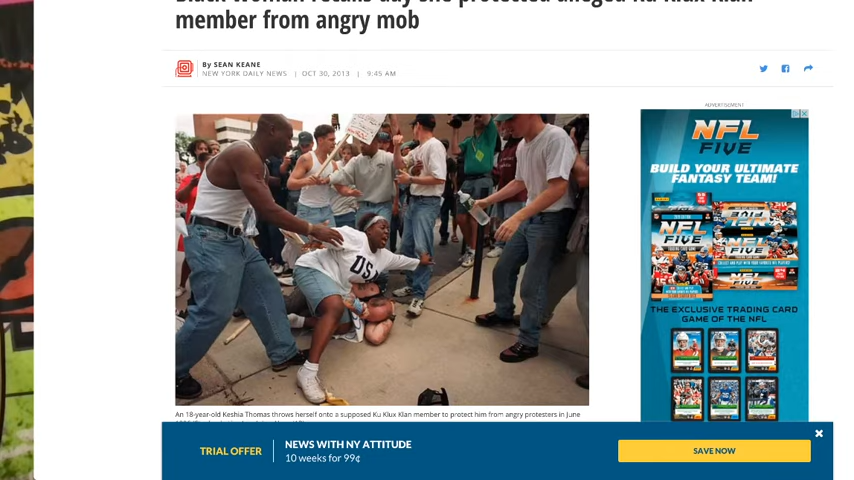 member from angry mob
By SEAN KEANE
NEW YORK DAILY NEWS | OCT 30, 2013 | 9:45 AM
ADVERTISEMENT
NFL
FIVE
BUILD YOUR ULTIMATE
FANTASY TEAM!
NFL
FIVE
THE EXCLUSIVE TRADING CARD
GAME OF THE NFL
USA
An 18-year-old Keshia Thomas throws herself onto a supposed Ku Klux Klan member to protect him from angry protesters in June
TRIAL OFFER
NEWS WITH NY ATTITUDE
10 weeks for 99¢
SAVE NOW